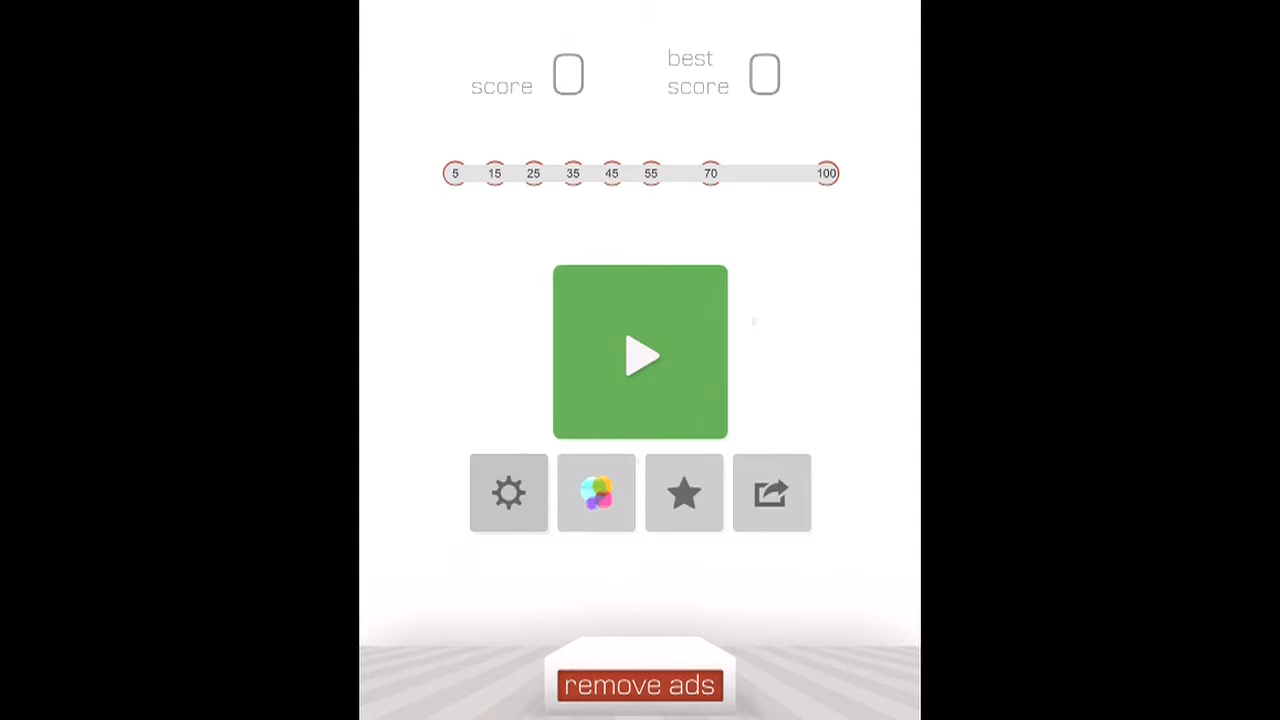 score 0
best
score 0
5 15 25 35 45 55 70 100
remove ads